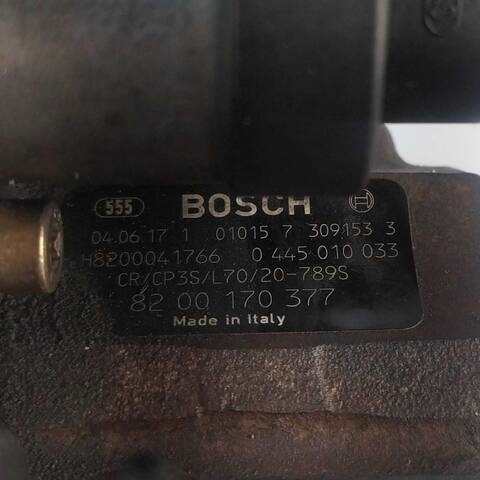 555 BOSCH
04.06.17 1 01015 7 309153 3
H8200041766 0 445 010 033
CR/CP3S/L70/20-789S
82 00 170 377
Made in Italy